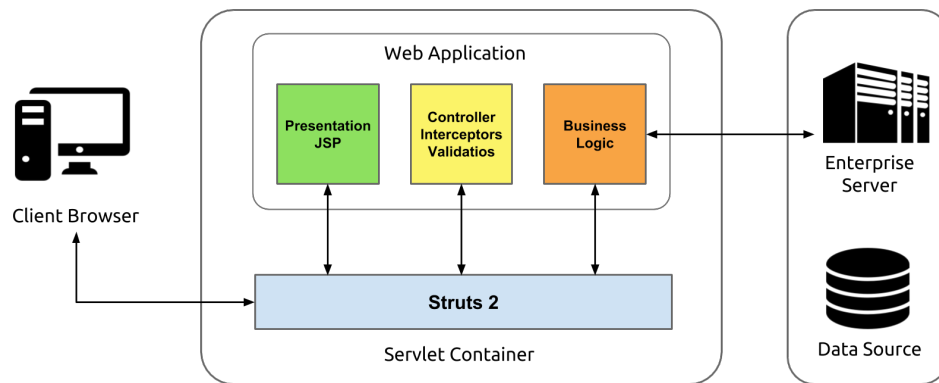 Web Application
Presentation
JSP
Controller
Interceptors
Validatios
Business
Logic
Client Browser
Struts 2
Servlet Container
Enterprise
Server
Data Source